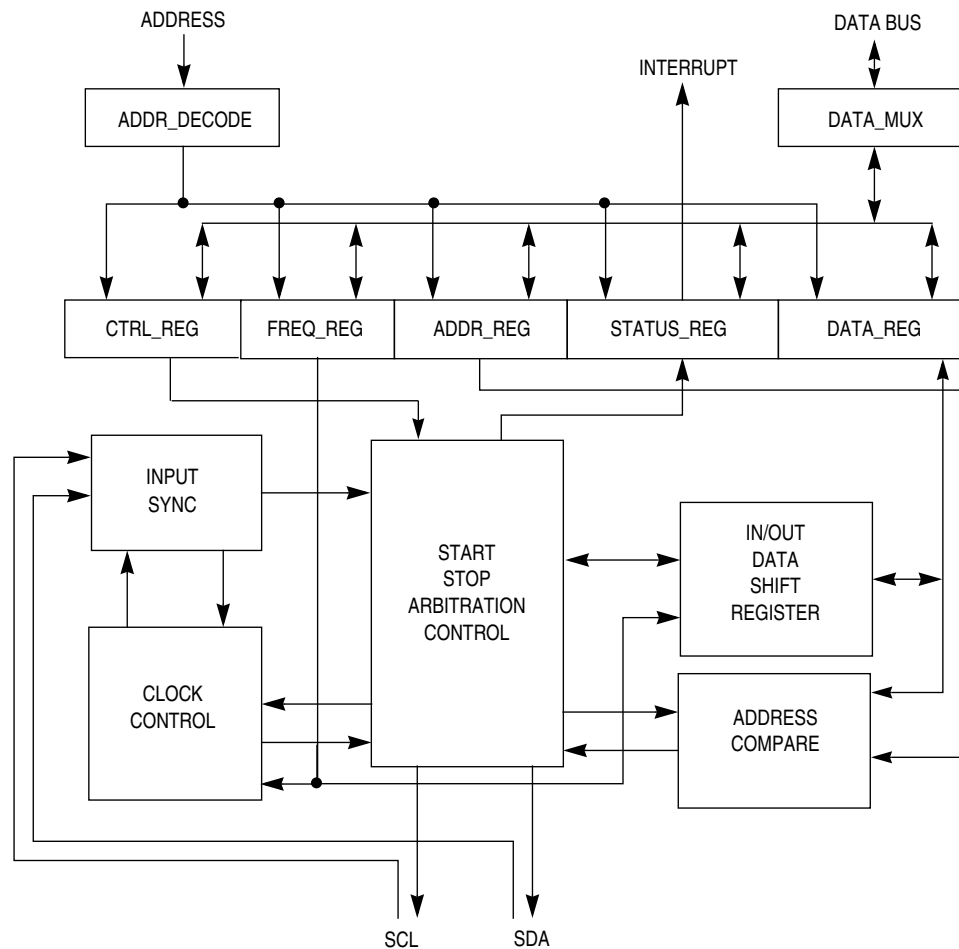 ADDRESS
DATA BUS
INTERRUPT
ADDR_DECODE
DATA_MUX
CTRL_REG
FREQ_REG
ADDR_REG
STATUS_REG
DATA_REG
INPUT
SYNC
START
STOP
ARBITRATION
CONTROL
IN/OUT
DATA
SHIFT
REGISTER
CLOCK
CONTROL
ADDRESS
COMPARE
SCL
SDA